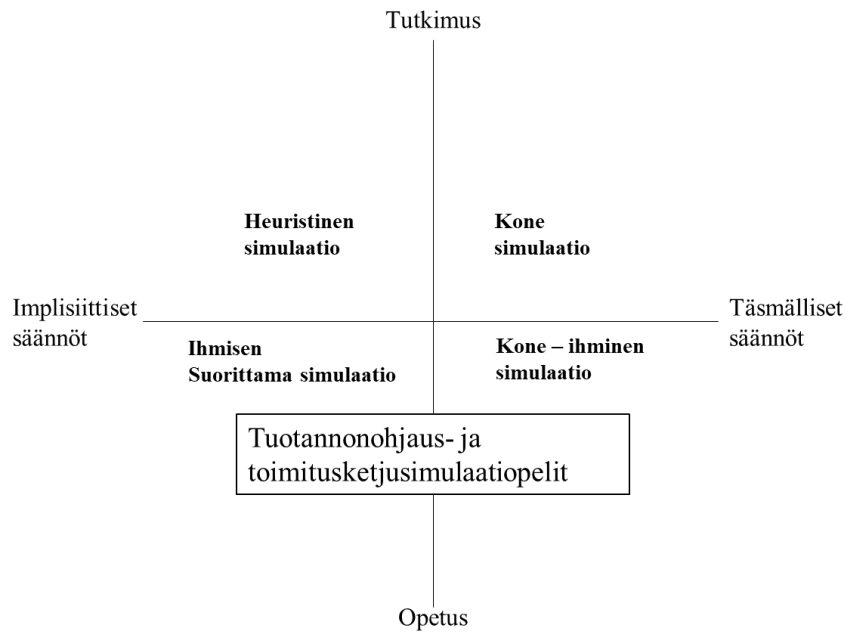 Tutkimus
Heuristinen
simulaatio
Kone
simulaatio
Implisiittiset
säännöt
Täsmälliset
säännöt
Ihmisen
Suorittama simulaatio
Kone – ihminen
simulaatio
Tuotannonohjaus- ja
toimitusketjusimulaatiopelit
Opetus